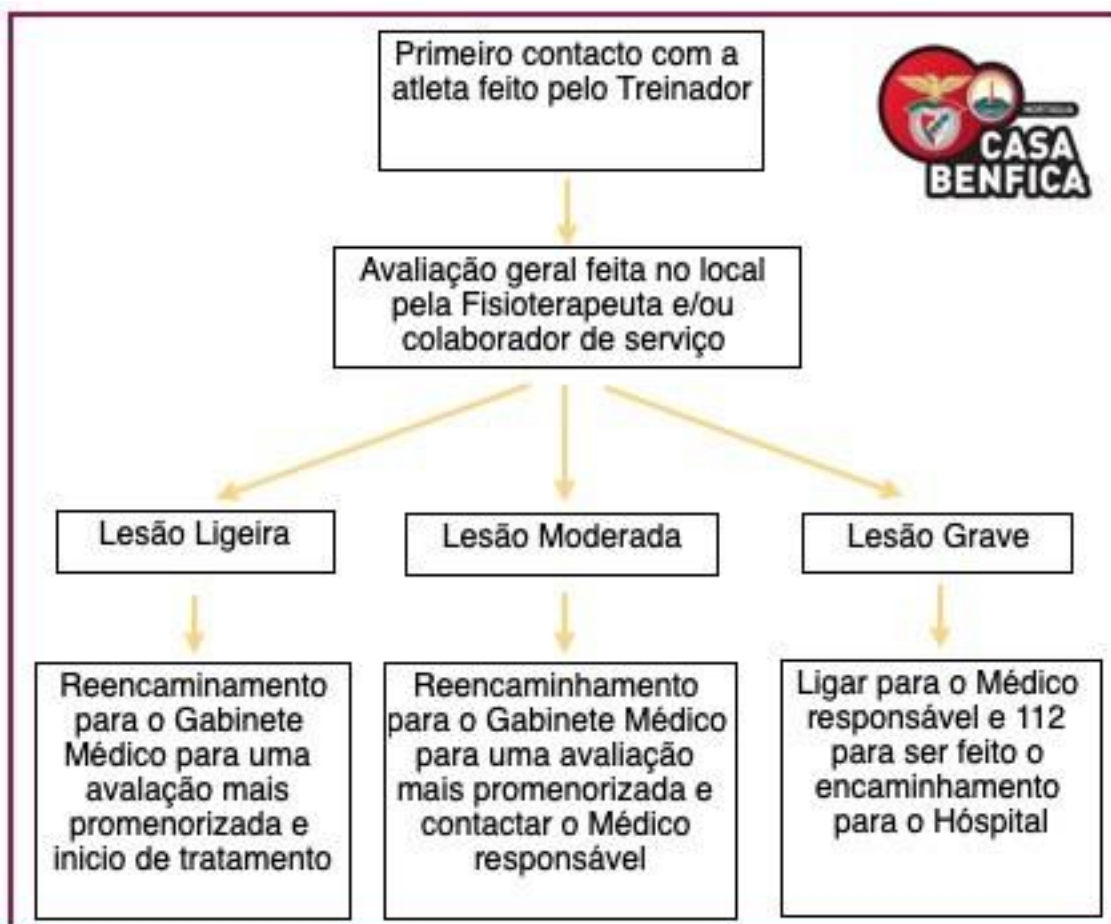 Primeiro contacto com a
atleta feito pelo Treinador
CASA
BENFICA
Avaliação geral feita no local
pela Fisioterapeuta e/ou
colaborador de serviço
Lesão Ligeira
Lesão Moderada
Lesão Grave
Reencaminamento
para o Gabinete
Médico para uma
avalação mais
promenorizada e
inicio de tratamento
Reencaminhamento
para o Gabinete Médico
para uma avaliação
mais promenorizada e
contactar o Médico
responsável
Ligar para o Médico
responsável e 112
para ser feito o
encaminhamento
para o Hóspital